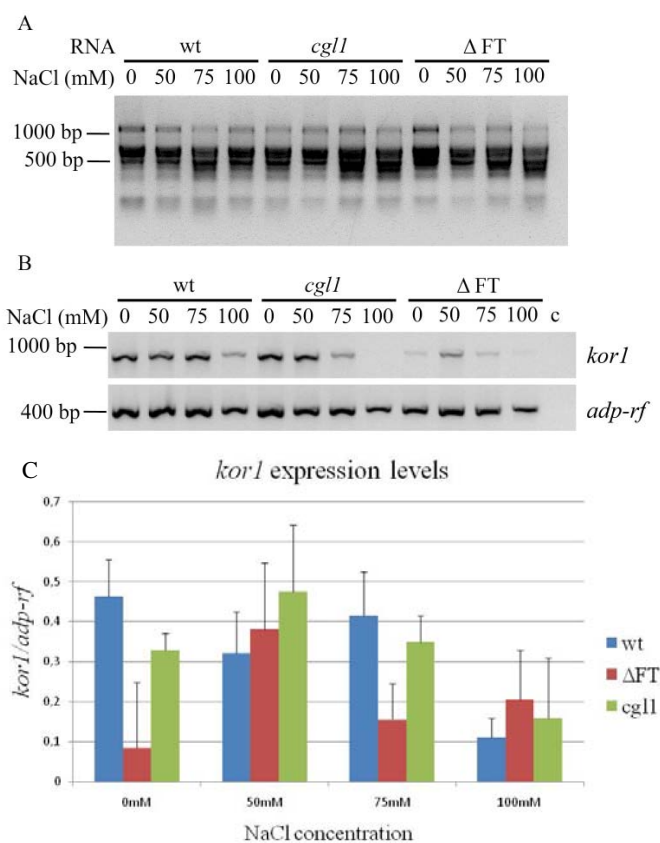 A
RNA wt cgl1 Δ FT
NaCl (mM) 0 50 75 100 0 50 75 100 0 50 75 100
1000 bp
500 bp
B
wt cgl1 Δ FT
NaCl (mM) 0 50 75 100 0 50 75 100 0 50 75 100 c
1000 bp
kor1
400 bp
adp-rf
C
kor1 expression levels
0,7
0,6
0,5
0,4
0,3
0,2
0,1
0
kor1/adp-rf
wt
ΔFT
cgl1
0mM 50mM 75mM 100mM
NaCl concentration